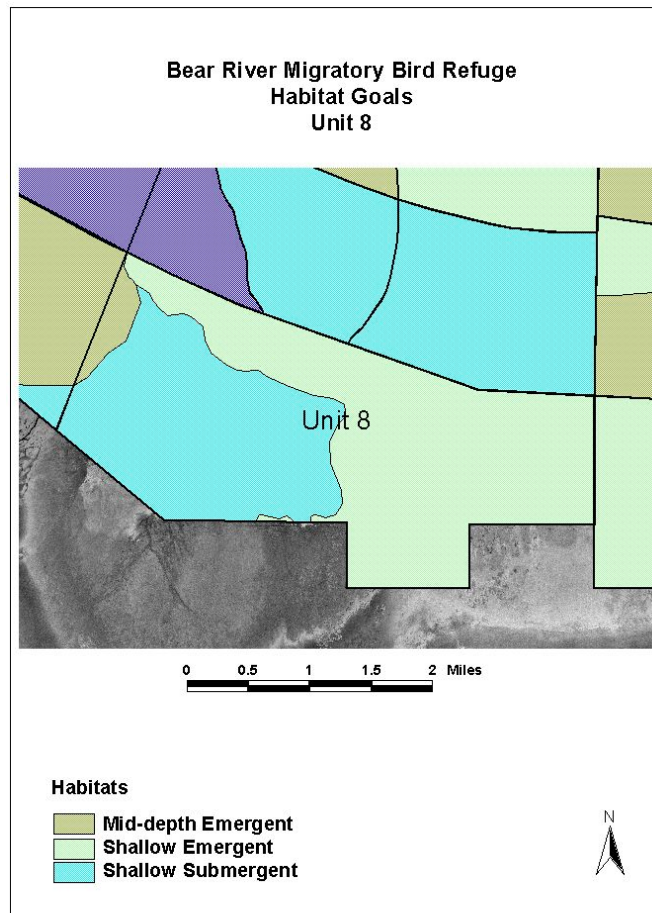 Bear River Migratory Bird Refuge
Habitat Goals
Unit 8
Unit 8
0 0.5 1 1.5 2 Miles
Habitats
Mid-depth Emergent
Shallow Emergent
Shallow Submergent
N